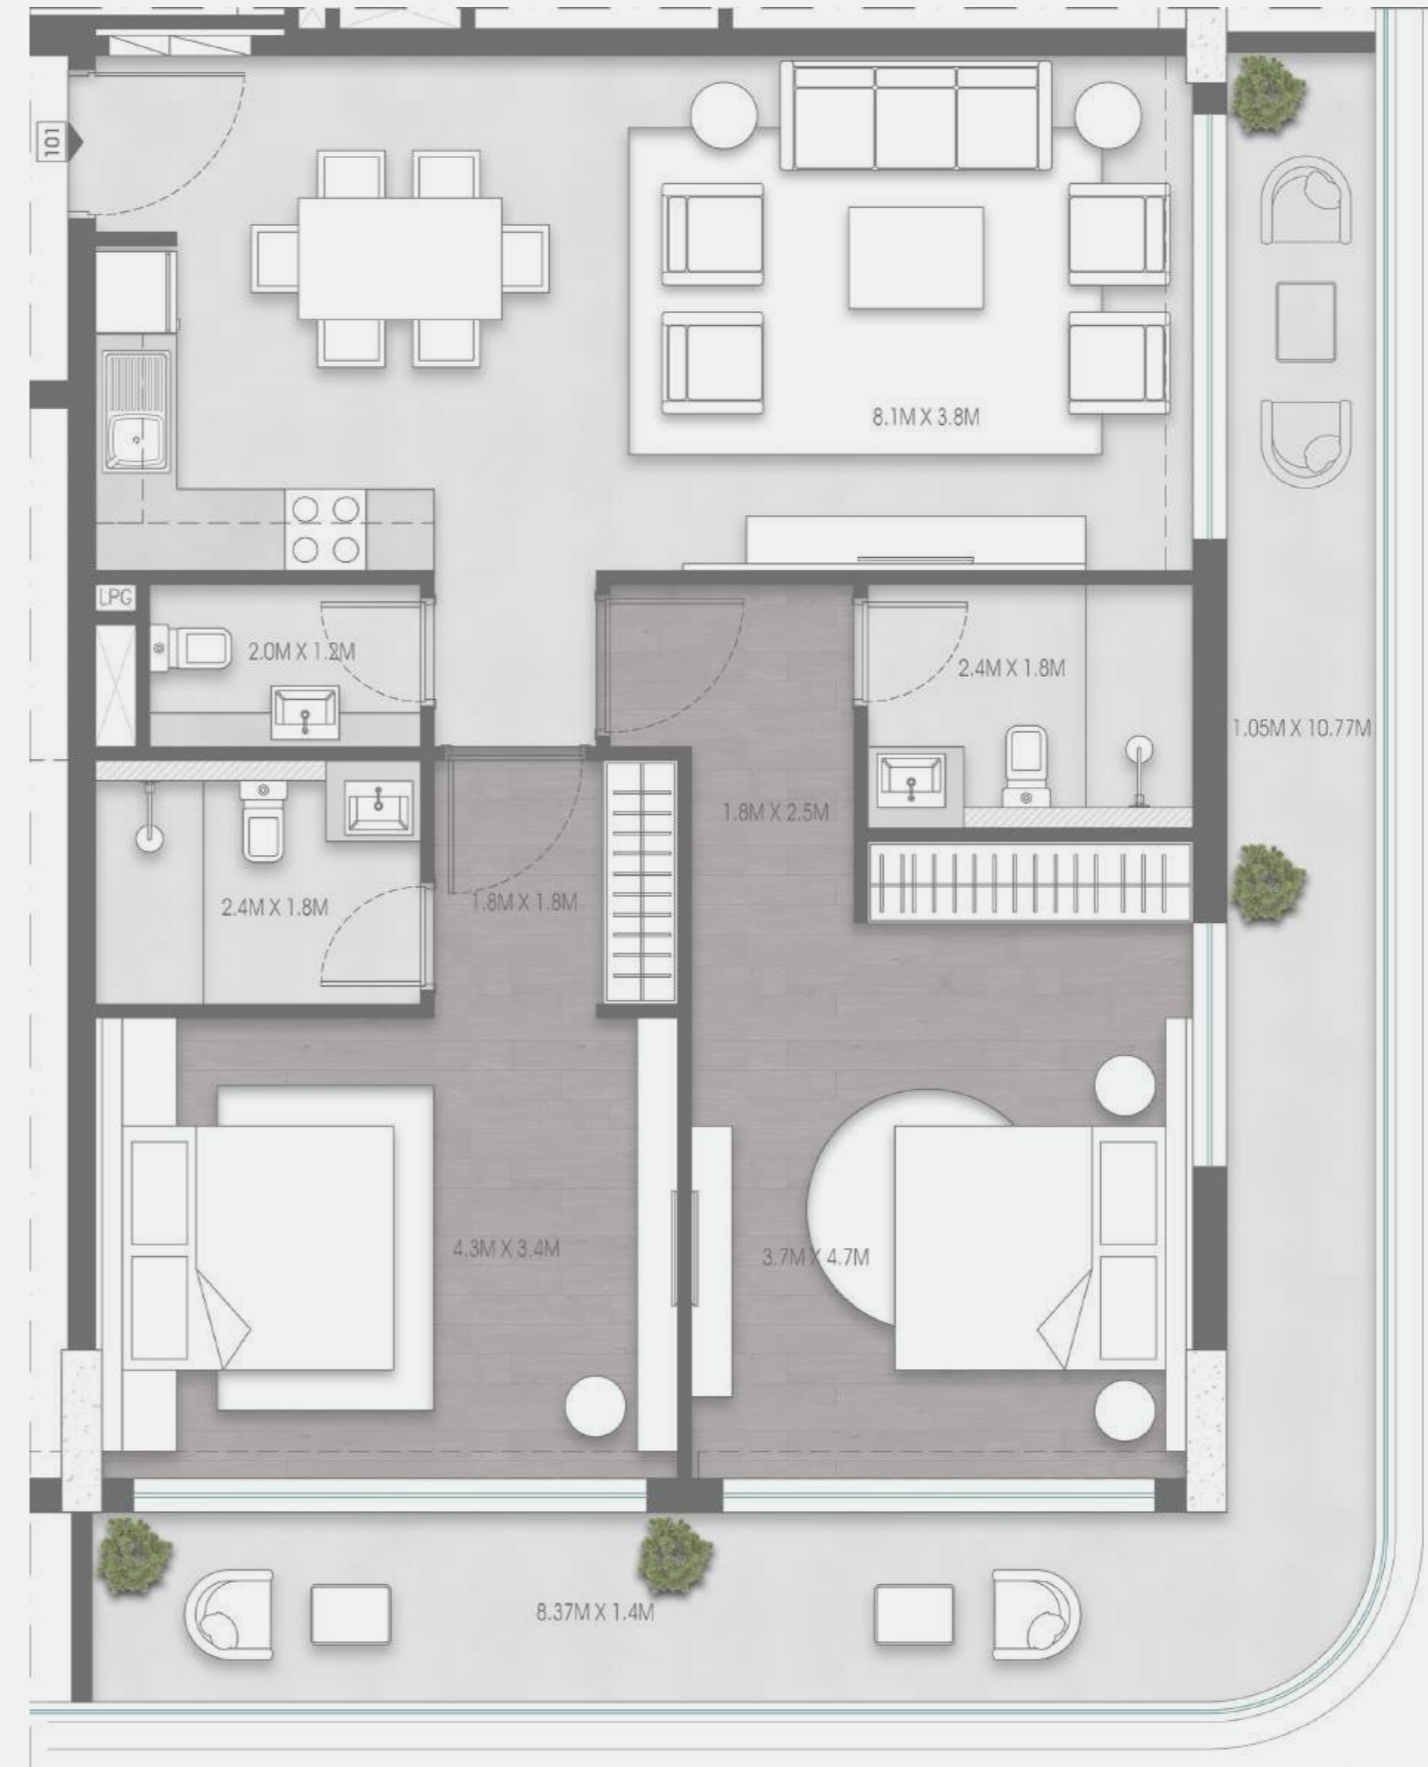 101
8.1M X 3.8M
LPG
2.0M X 1.2M
2.4M X 1.8M
1.05M X 10.77M
1.8M X 2.5M
2.4M X 1.8M
1.8M X 1.8M
4.3M X 3.4M
3.7M X 4.7M
8.37M X 1.4M